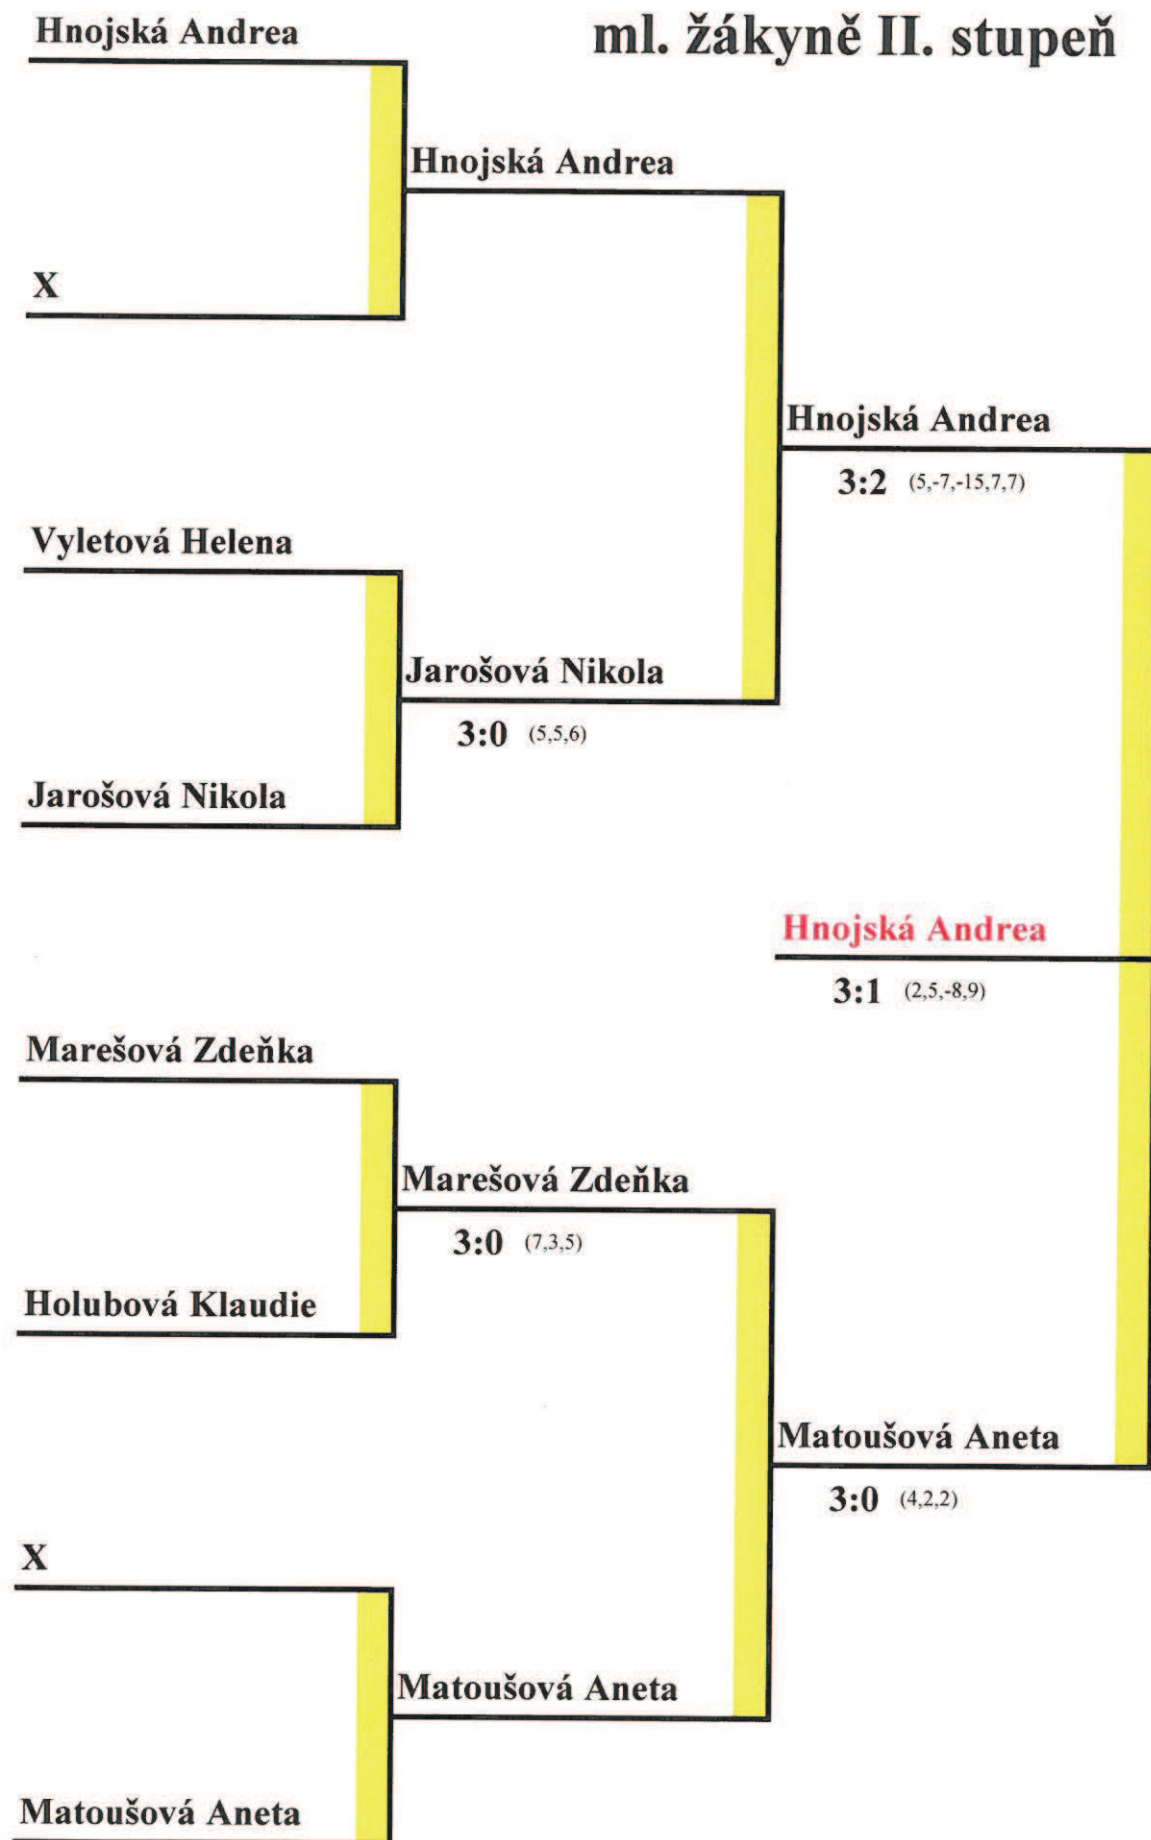 ml. žákyně II. stupeň
Hnojská Andrea
Hnojská Andrea
X
Hnojská Andrea
3:2 (5,-7,-15,7,7)
Vyletová Helena
Jarošová Nikola
3:0 (5,5,6)
Jarošová Nikola
Hnojská Andrea
3:1 (2,5,-8,9)
Marešová Zdeňka
Marešová Zdeňka
3:0 (7,3,5)
Holubová Klaudie
Matoušová Aneta
3:0 (4,2,2)
X
Matoušová Aneta
Matoušová Aneta